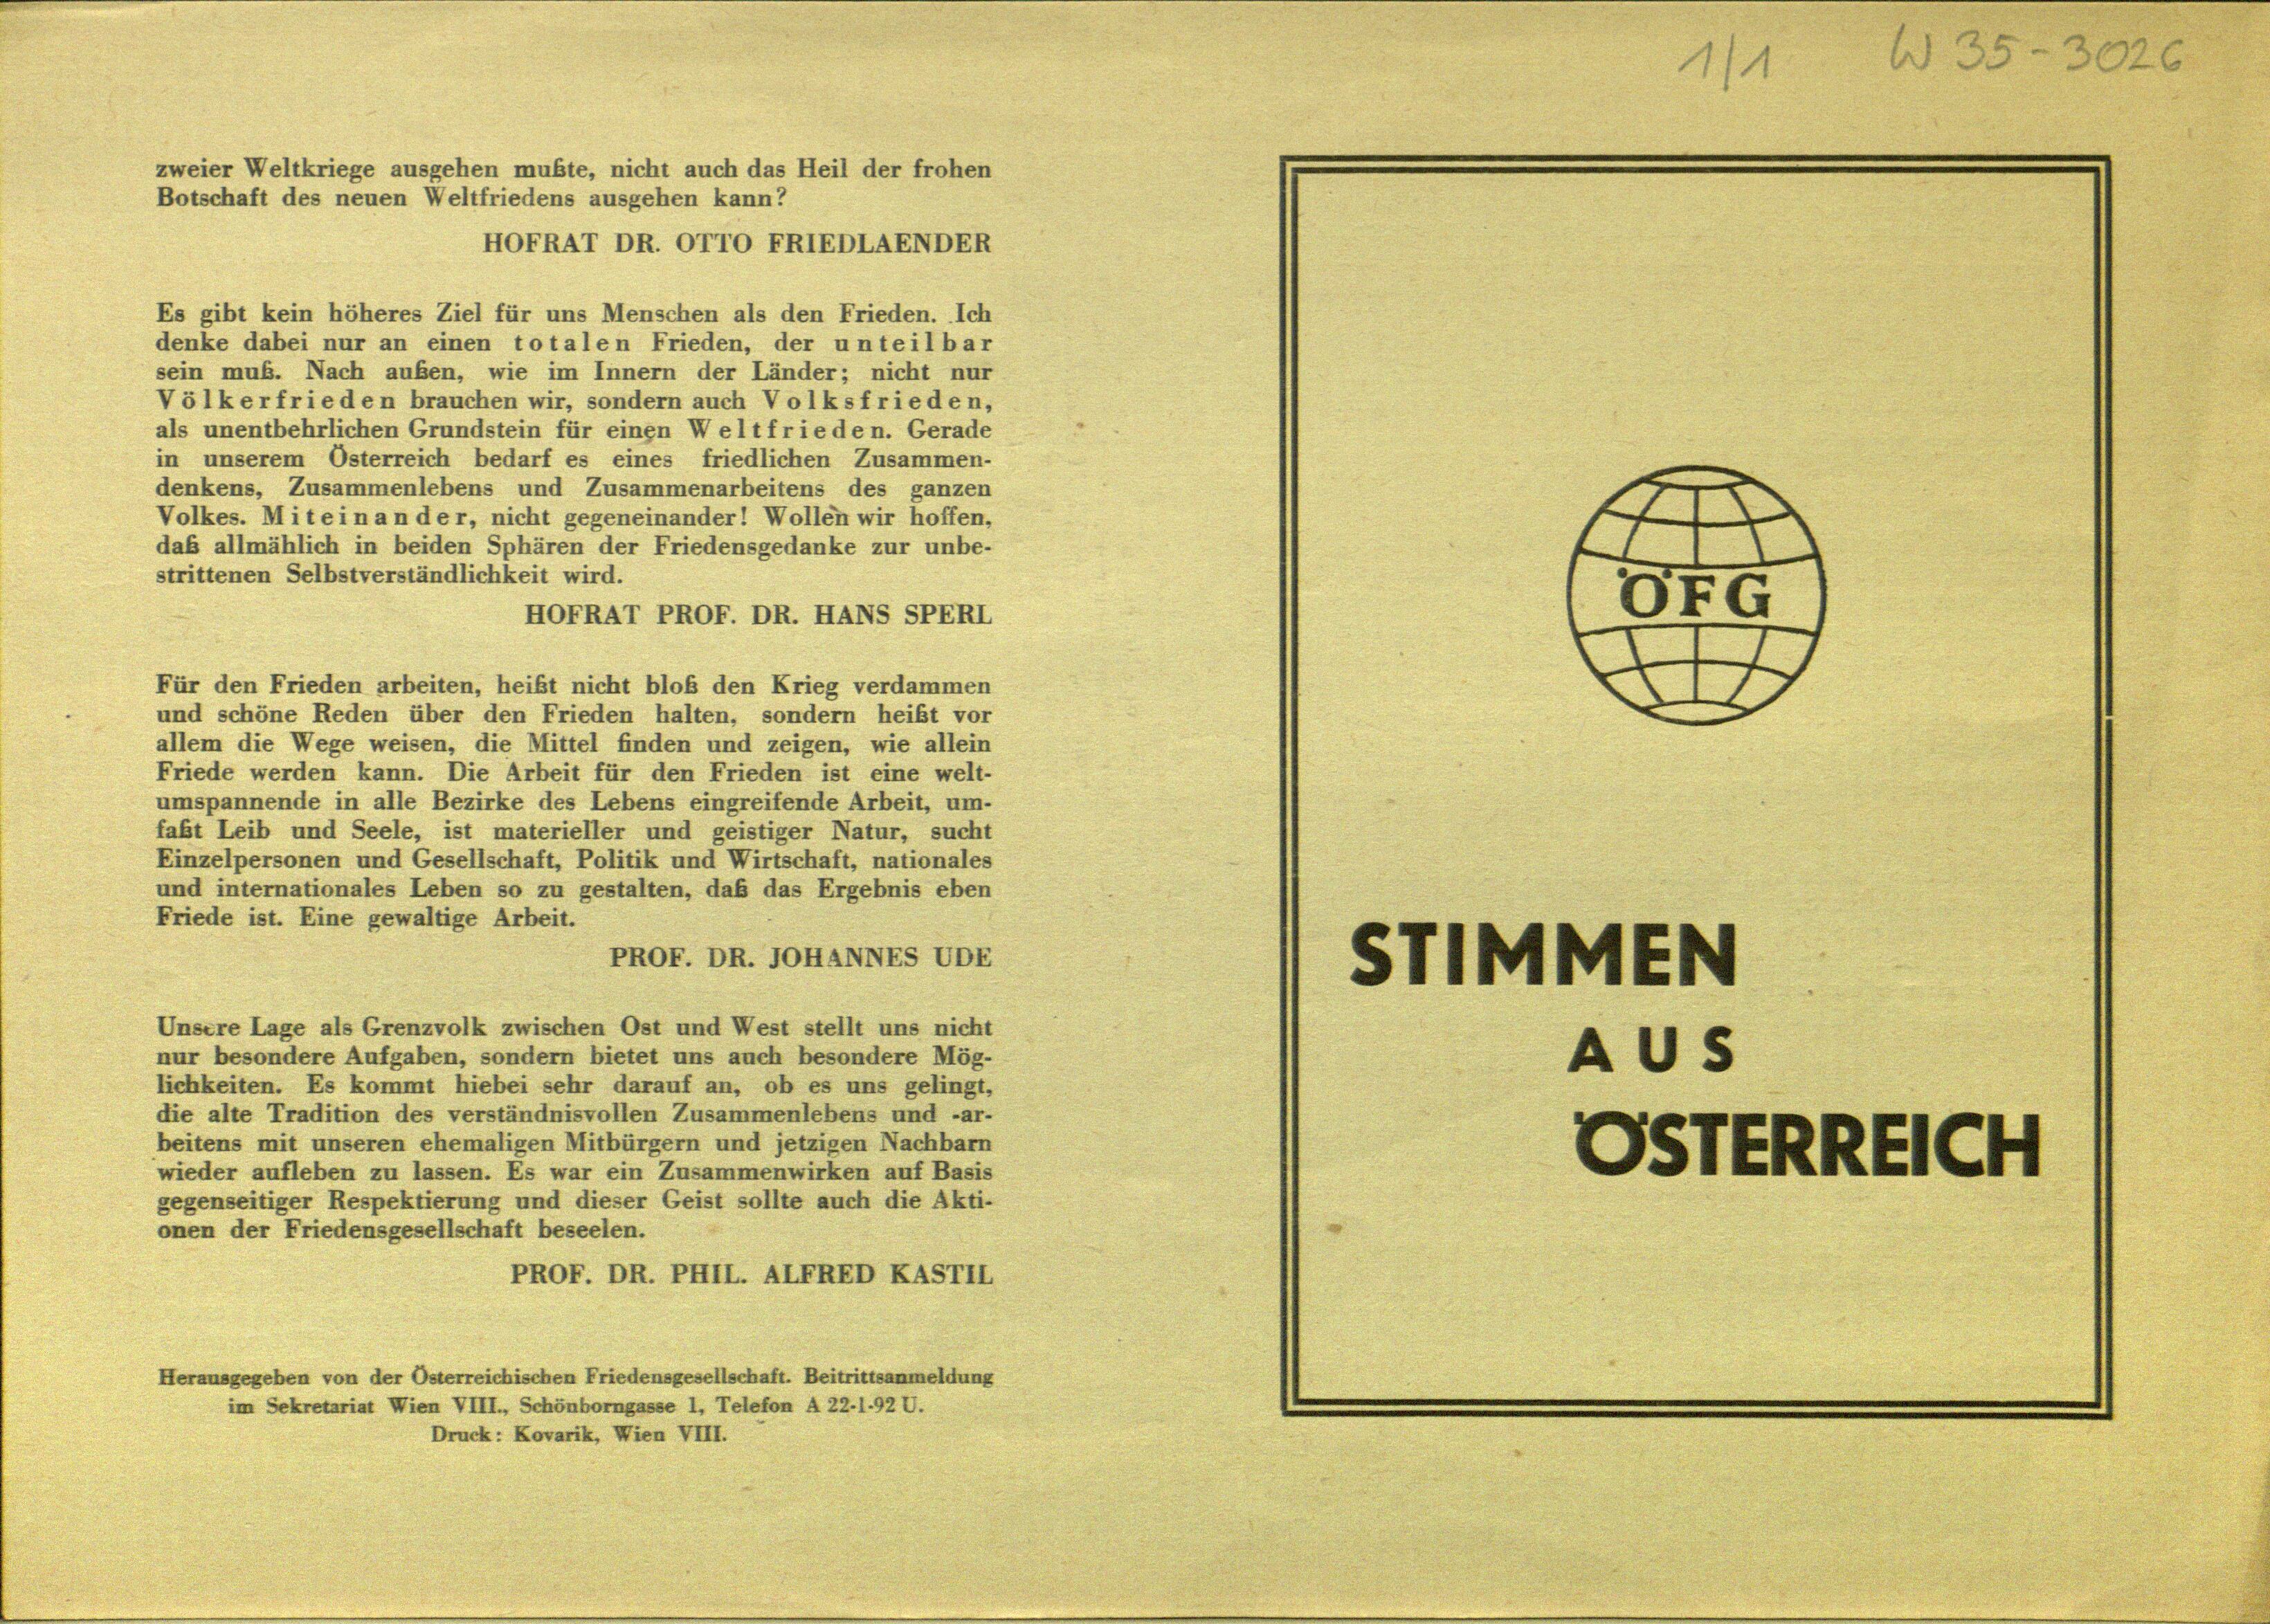 zweier Weltkriege ausgehen mußte, nicht auch das Heil der frohen
Botschaft des neuen Weltfriedens ausgehen kann?
HOFRAT DR. OTTO FRIEDLAENDER
Es gibt kein höheres Ziel für uns Menschen als den Frieden. Ich
denke dabei nur an einen totalen Frieden, der unteilbar
sein muß. Nach außen, wie im Innern der Länder; nicht nur
Völkerfrieden brauchen wir, sondern auch Volksfrieden,
als unentbehrlichen Grundstein für einen Weltfrieden. Gerade
in unserem Österreich bedarf es eines friedlichen Zusammen-
denkens, Zusammenlebens und Zusammenarbeitens des ganzen
Volkes. Miteinander, nicht gegeneinander! Wollen wir hoffen,
daß allmählich in beiden Sphären der Friedensgedanke zur unbe-
strittenen Selbstverständlichkeit wird.
HOFRAT PROF. DR. HANS SPERL
Für den Frieden arbeiten, heißt nicht bloß den Krieg verdammen
und schöne Reden über den Frieden halten, sondern heißt vor
allem die Wege weisen, die Mittel finden und zeigen, wie allein
Friede werden kann. Die Arbeit für den Frieden ist eine welt-
umspannende in alle Bezirke des Lebens eingreifende Arbeit, um-
faßt Leib und Seele, ist materieller und geistiger Natur, sucht
Einzelpersonen und Gesellschaft, Politik und Wirtschaft, nationales
und internationales Leben so zu gestalten, daß das Ergebnis eben
Friede ist. Eine gewaltige Arbeit.
PROF. DR. JOHANNES UDE
Unsere Lage als Grenzvolk zwischen Ost und West stellt uns nicht
nur besondere Aufgaben, sondern bietet uns auch besondere Mög-
lichkeiten. Es kommt hiebei sehr darauf an, ob es uns gelingt,
die alte Tradition des verständnisvollen Zusammenlebens und -ar-
beitens mit unseren ehemaligen Mitbürgern und jetzigen Nachbarn
wieder aufleben zu lassen. Es war ein Zusammenwirken auf Basis
gegenseitiger Respektierung und dieser Geist sollte auch die Akti-
onen der Friedensgesellschaft beseelen.
PROF. DR. PHIL. ALFRED KASTIL
Herausgegeben von der Österreichischen Friedensgesellschaft. Beitrittsanmeldung
im Sekretariat Wien VIII., Schönborngasse 1, Telefon A 22-1-92 U.
Druck: Kovarik, Wien VIII.
1/1 W 35-3026
ÖFG
STIMMEN
AUS
ÖSTERREICH